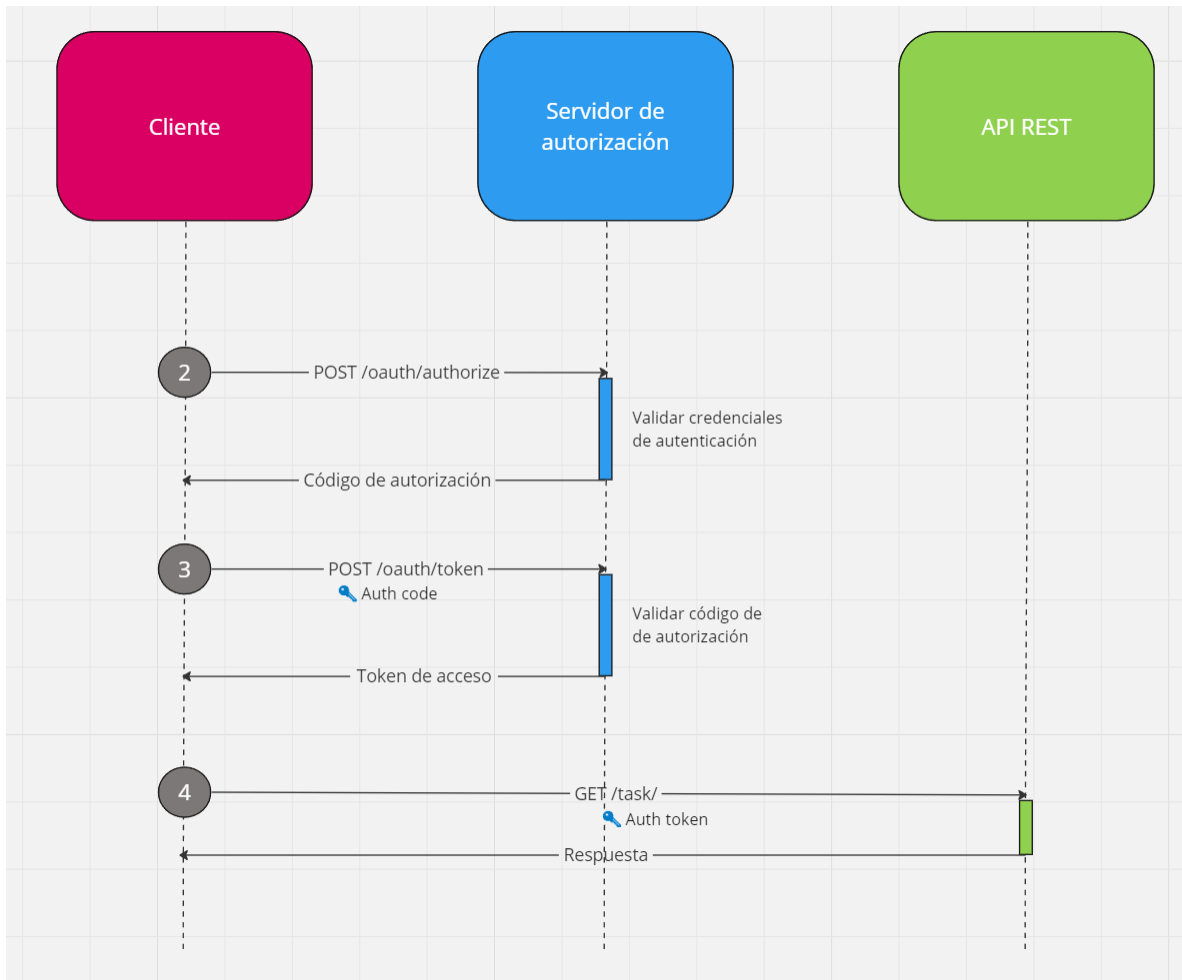 Cliente
Servidor de
autorización
API REST
2
POST /oauth/authorize
Validar credenciales
de autenticación
Código de autorización
3
POST /oauth/token
Auth code
Validar código de
de autorización
Token de acceso
4
GET /task/
Auth token
Respuesta